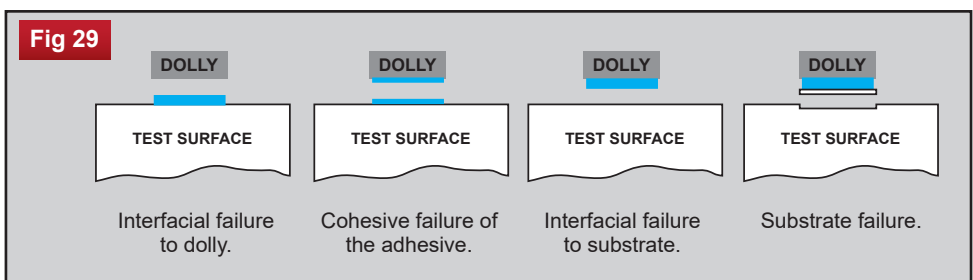 Fig 29
DOLLY
TEST SURFACE
Interfacial failure
to dolly.
DOLLY
TEST SURFACE
Cohesive failure of
the adhesive.
DOLLY
TEST SURFACE
Interfacial failure
to substrate.
DOLLY
TEST SURFACE
Substrate failure.